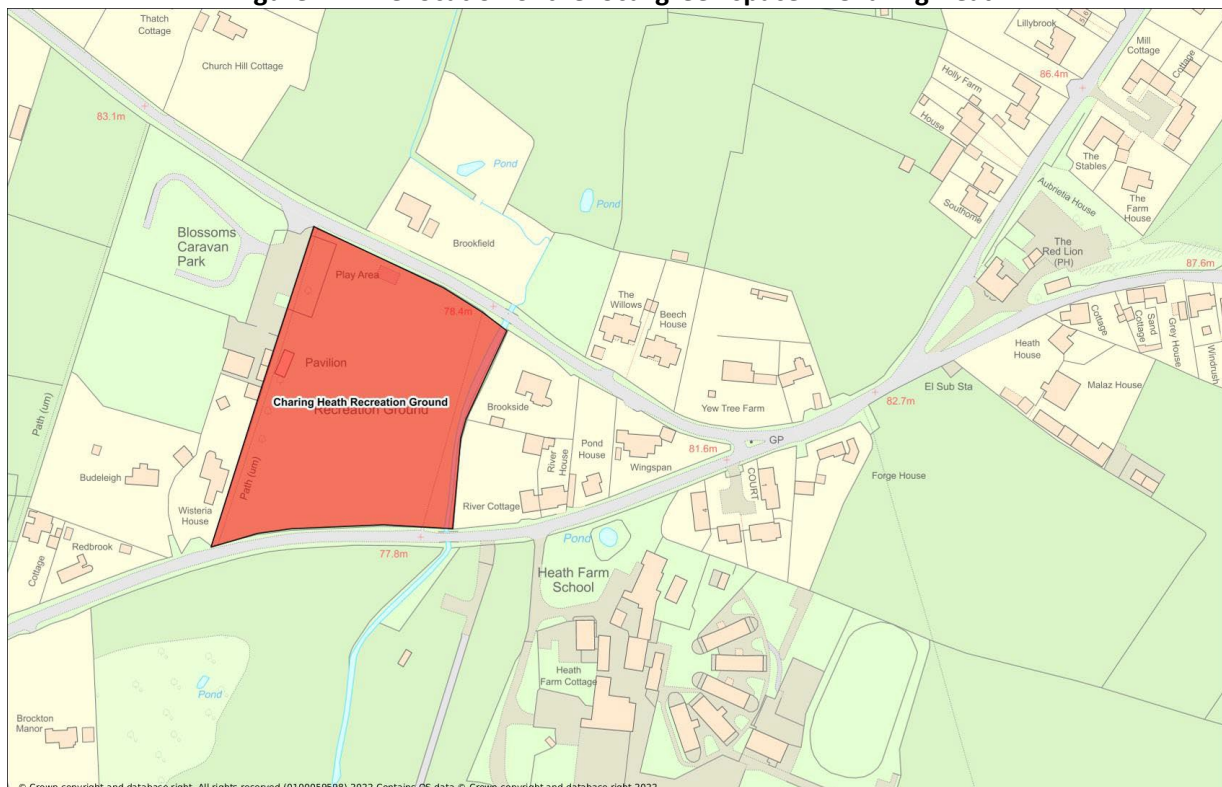 Thatch
Cottage
Church Hill Cottage
83.1m
Lillybrook
Mill
Cottage
Cottage
86.4m
Holly Farm
House
The
Stables
Southome
Aubrietia House
The
Farm
House
Pond
Pond
Blossoms
Caravan
Park
Brookfield
The
Red Lion
(PH)
87.6m
Play Area
78.4m
The
Willows
Beech
House
Cottage
Sand
Cottage
Grey House
Windrush
Heath
House
Pavilion
El Sub Sta
Malaz House
Charing Heath Recreation Ground
Recreation Ground
Brookside
Yew Tree Farm
82.7m
Path (um)
GP
Pond
House
River
House
Wingspan
81.6m
Budeleigh
Path (um)
COURT
Forge House
Wisteria
House
River Cottage
4
Redbrook
Cottage
77.8m
Pond
Heath Farm
School
Heath
Farm Cottage
Pond
Brockton
Manor